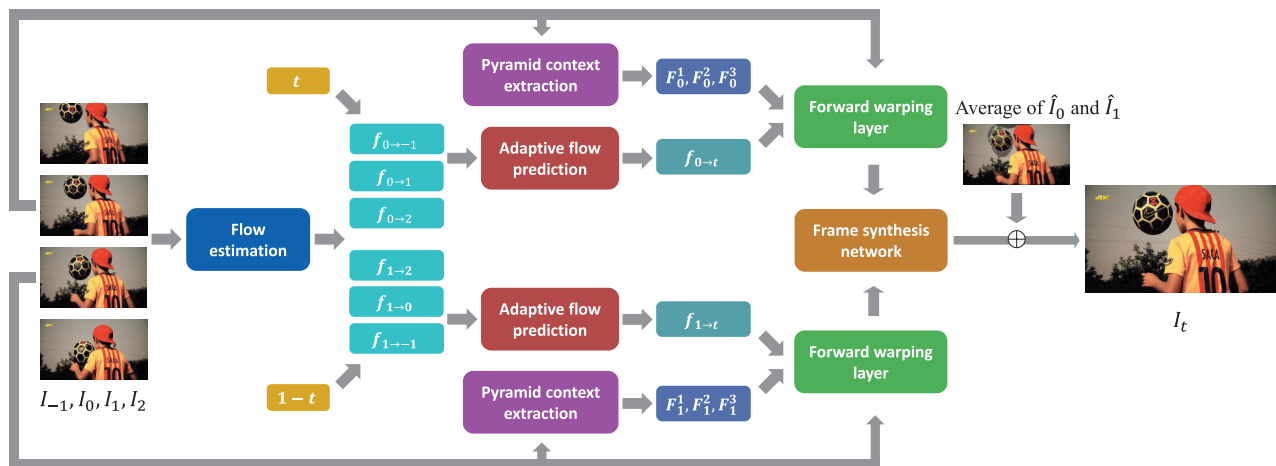 Pyramid context
extraction
F_0^1, F_0^2, F_0^3
t
Forward warping
layer
Average of Î_0 and Î_1
f_{0→−1}
f_{0→1}
f_{0→2}
Adaptive flow
prediction
f_{0→t}
Flow
estimation
Frame synthesis
network
4K
SACA
10
f_{1→2}
f_{1→0}
f_{1→−1}
Adaptive flow
prediction
f_{1→t}
I_t
Forward warping
layer
1 − t
I_{−1}, I_0, I_1, I_2
Pyramid context
extraction
F_1^1, F_1^2, F_1^3